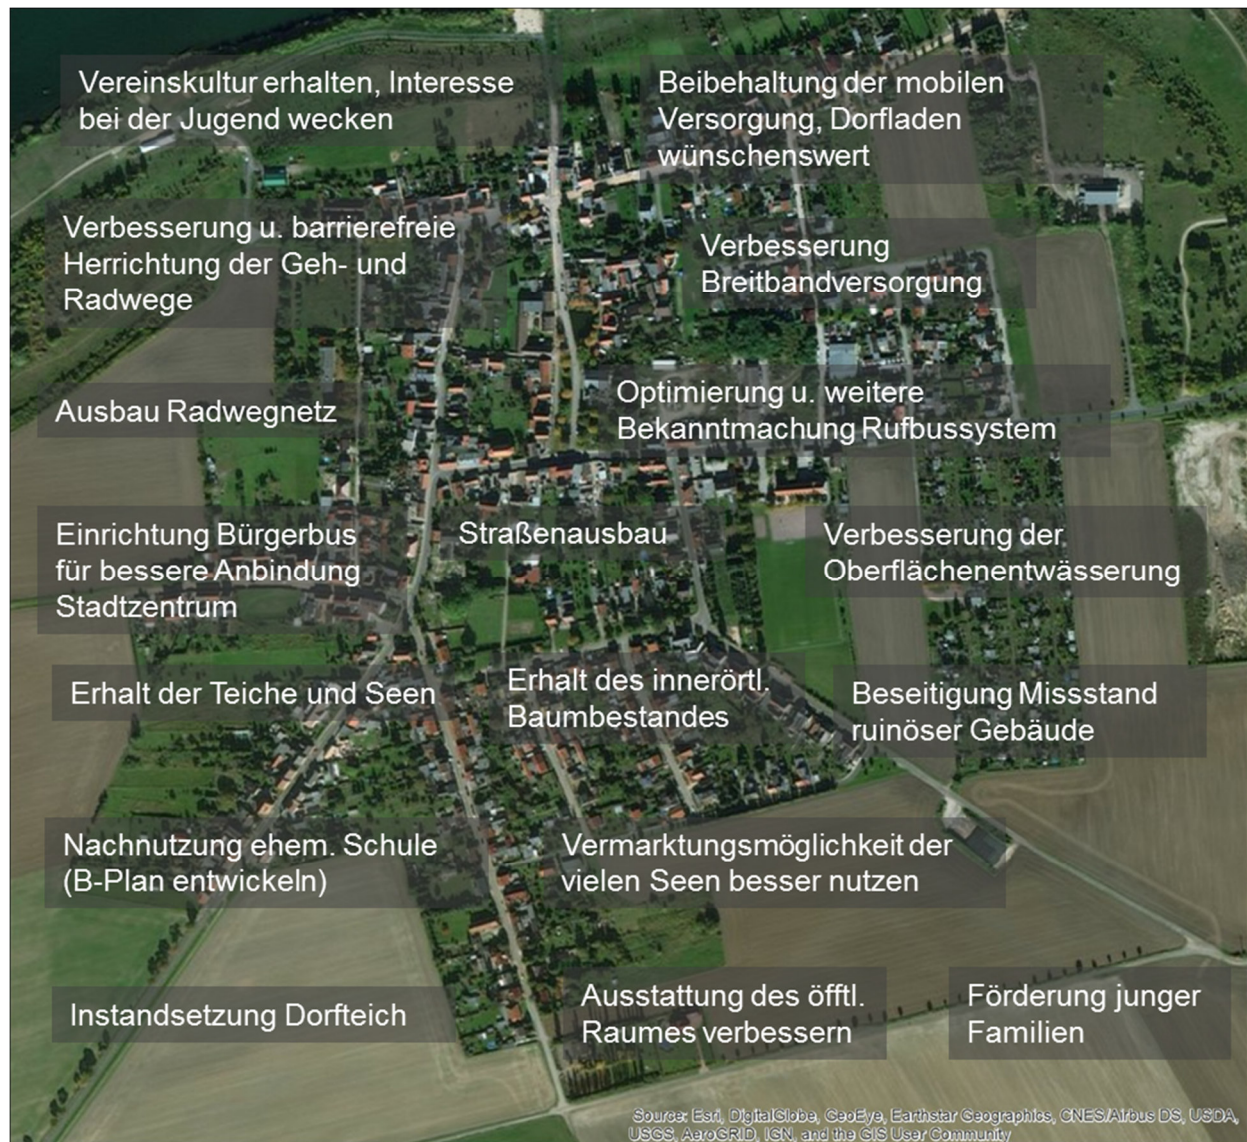 Vereinskultur erhalten, Interesse
bei der Jugend wecken
Beibehaltung der mobilen
Versorgung, Dorfladen
wünschenswert
Verbesserung u. barrierefreie
Herrichtung der Geh- und
Radwege
Verbesserung
Breitbandversorgung
Ausbau Radwegnetz
Optimierung u. weitere
Bekanntmachung Rufbussystem
Einrichtung Bürgerbus
für bessere Anbindung
Stadtzentrum
Straßenausbau
Verbesserung der
Oberflächenentwässerung
Erhalt der Teiche und Seen
Erhalt des innerörtl.
Baumbestandes
Beseitigung Missstand
ruinöser Gebäude
Nachnutzung ehem. Schule
(B-Plan entwickeln)
Vermarktungsmöglichkeit der
vielen Seen besser nutzen
Instandsetzung Dorfteich
Ausstattung des öfftl.
Raumes verbessern
Förderung junger
Familien
Source: Esri, DigitalGlobe, GeoEye, Earthstar Geographics, CNES/Airbus DS, USDA,
USGS, AeroGRID, IGN, and the GIS User Community